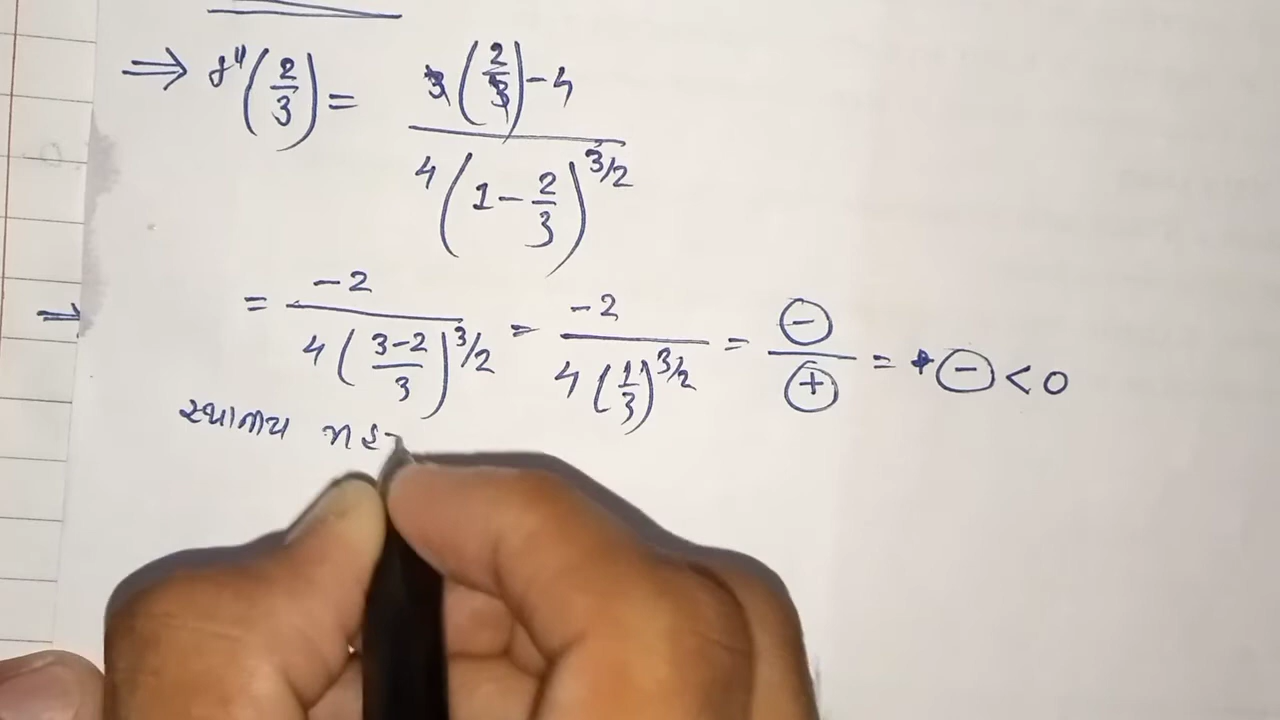 ⇒ f''(2/3) = 3(2/3) - 4 / 4(1 - 2/3)^3/2
⇒ = -2 / 4((3-2)/3)^3/2 = -2 / 4(1/3)^3/2 = ⊖ / ⊕ = ⊖ < 0